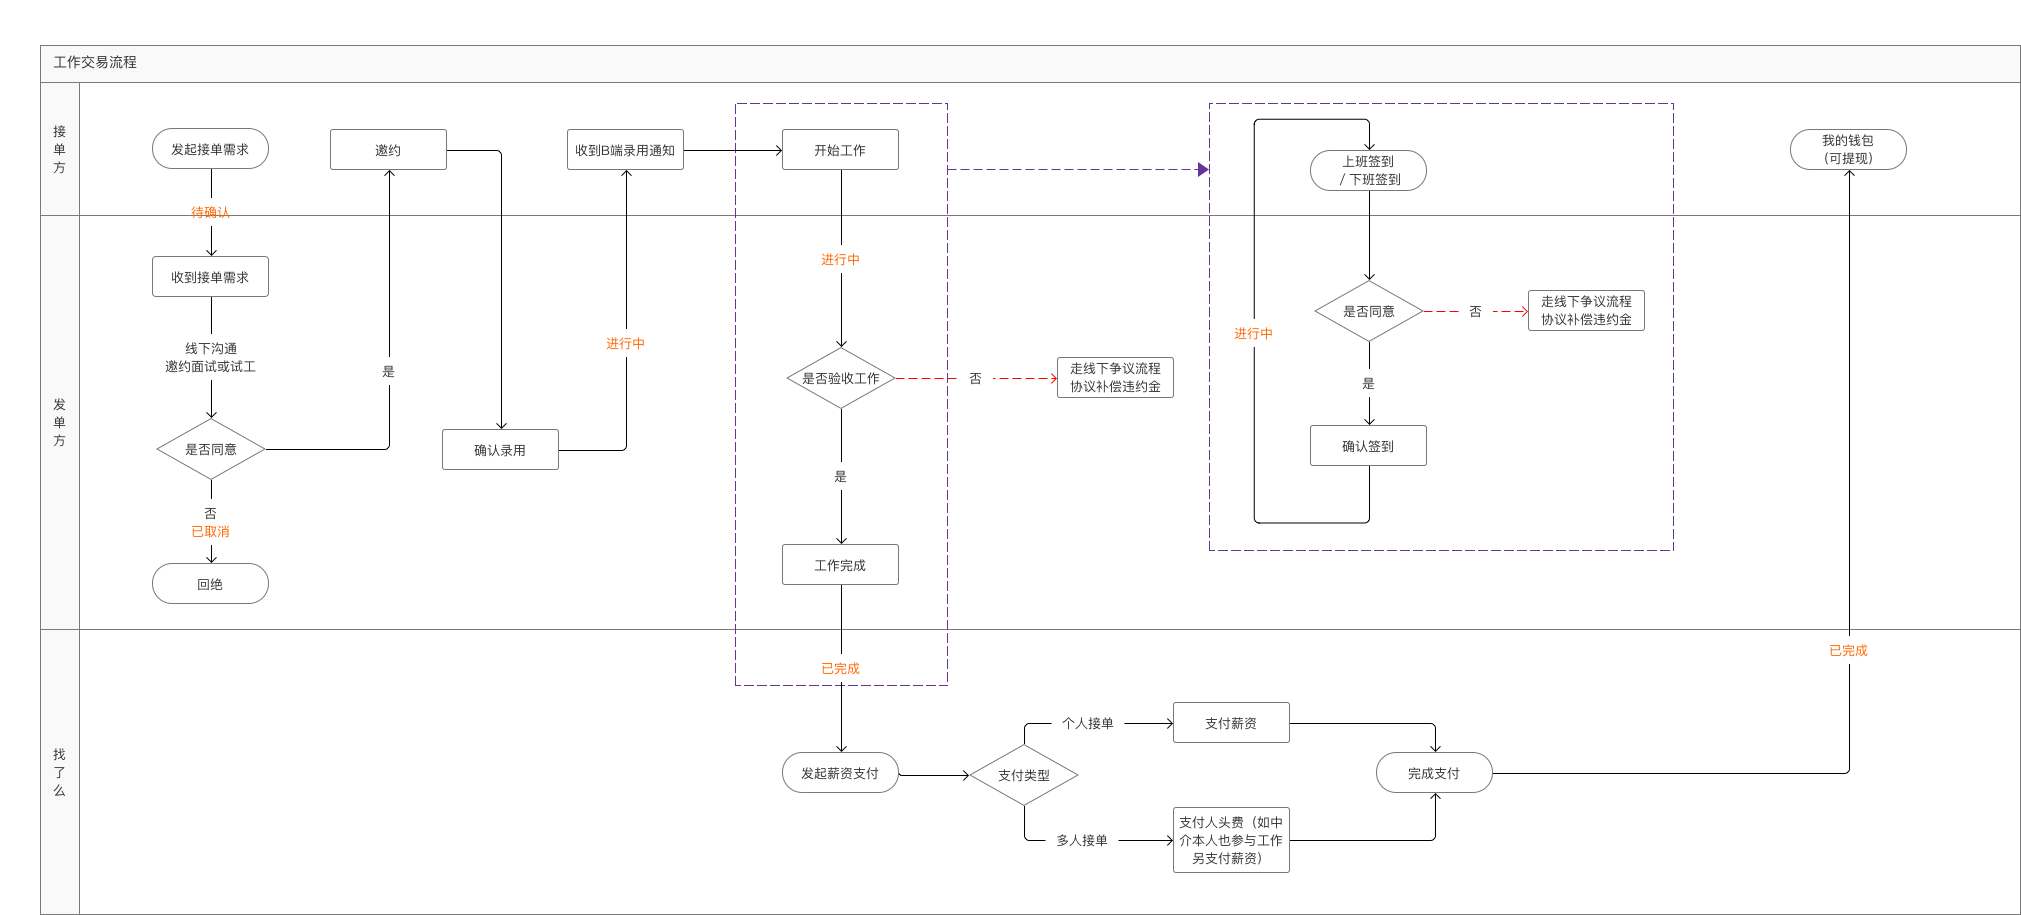 工作交易流程
接
单
方
发起接单需求
邀约
收到B端录用通知
开始工作
上班签到
/ 下班签到
我的钱包
（可提现）
待确认
发
单
方
收到接单需求
进行中
线下沟通
邀约面试或试工
是
进行中
是否同意
否
走线下争议流程
协议补偿违约金
进行中
是否验收工作
否
走线下争议流程
协议补偿违约金
是
是否同意
确认录用
确认签到
是
否
已取消
回绝
工作完成
找
了
么
已完成
已完成
个人接单
支付薪资
发起薪资支付
支付类型
完成支付
多人接单
支付人头费（如中
介本人也参与工作
另支付薪资）